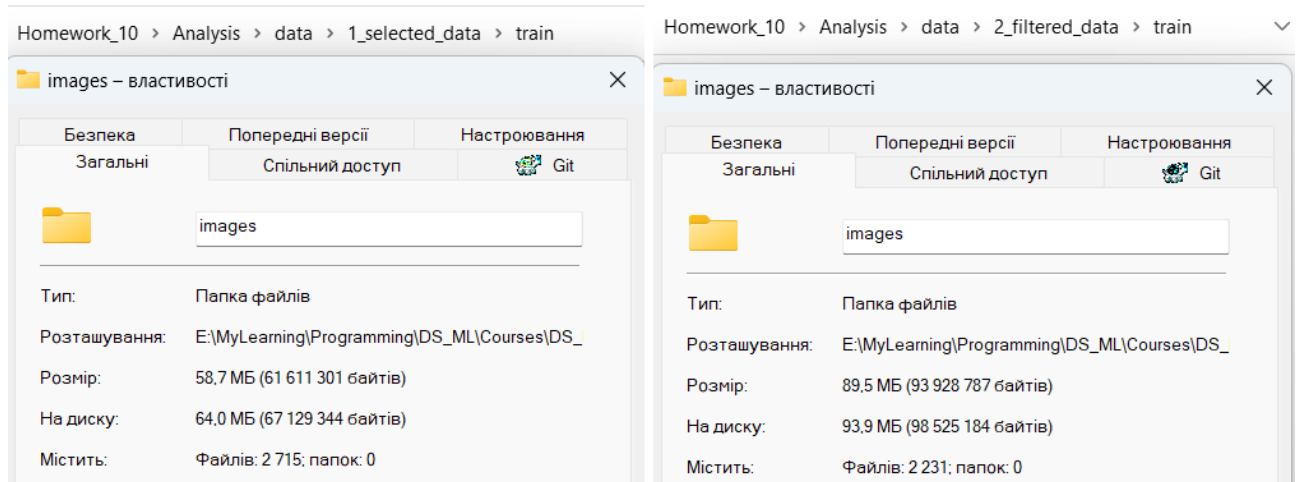 Homework_10 > Analysis > data > 1_selected_data > train
images – властивості
Безпека Попередні версії Настроювання
Загальні Спільний доступ Git
images
Тип: Папка файлів
Розташування: E:\MyLearning\Programming\DS_ML\Courses\DS_
Розмір: 58,7 МБ (61 611 301 байтів)
На диску: 64,0 МБ (67 129 344 байтів)
Містить: Файлів: 2 715; папок: 0
Homework_10 > Analysis > data > 2_filtered_data > train
images – властивості
Безпека Попередні версії Настроювання
Загальні Спільний доступ Git
images
Тип: Папка файлів
Розташування: E:\MyLearning\Programming\DS_ML\Courses\DS_
Розмір: 89,5 МБ (93 928 787 байтів)
На диску: 93,9 МБ (98 525 184 байтів)
Містить: Файлів: 2 231; папок: 0